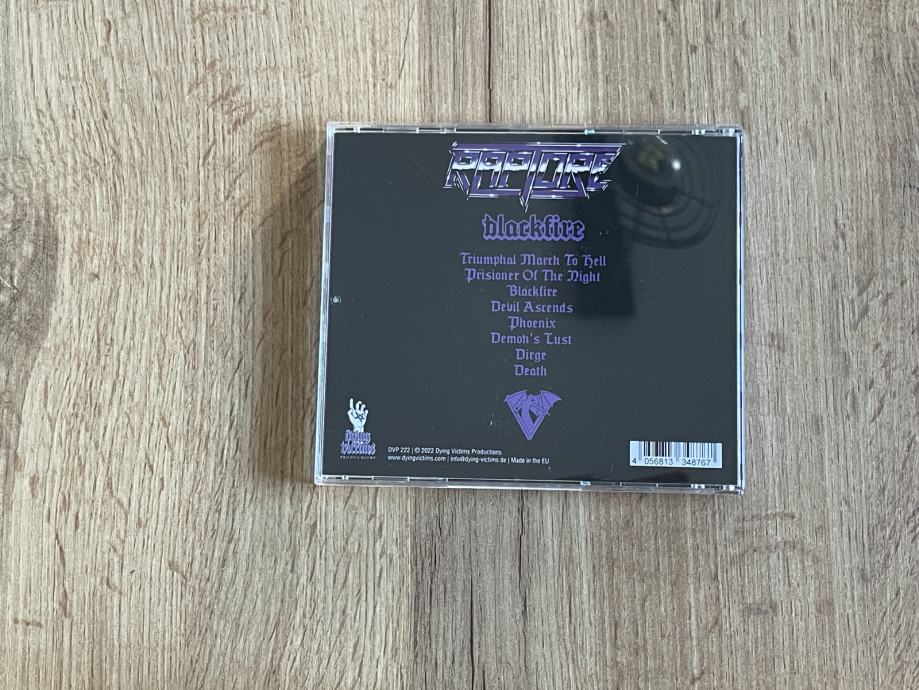 RAPTORE
blackfire
Triumphal March To Hell
Prisioner Of The Night
Blackfire
Devil Ascends
Phoenix
Demon's Lust
Dirge
Death
dying victims
PRODUCTIONS
DVP 222 | © 2022 Dying Victims Productions
www.dyingvictims.com | info@dying-victims.de | Made in the EU
4 056813 348767